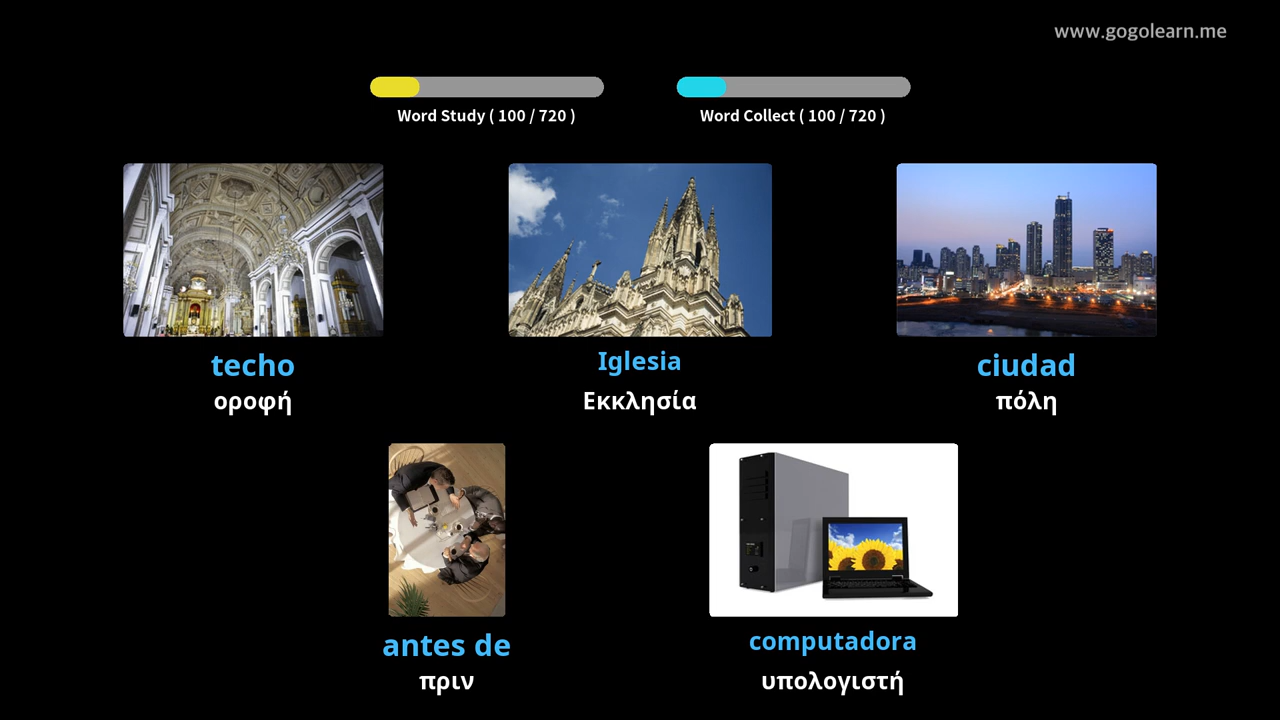 www.gogolearn.me
Word Study ( 100 / 720 )
Word Collect ( 100 / 720 )
techo
οροφή
Iglesia
Εκκλησία
ciudad
πόλη
antes de
πριν
computadora
υπολογιστή